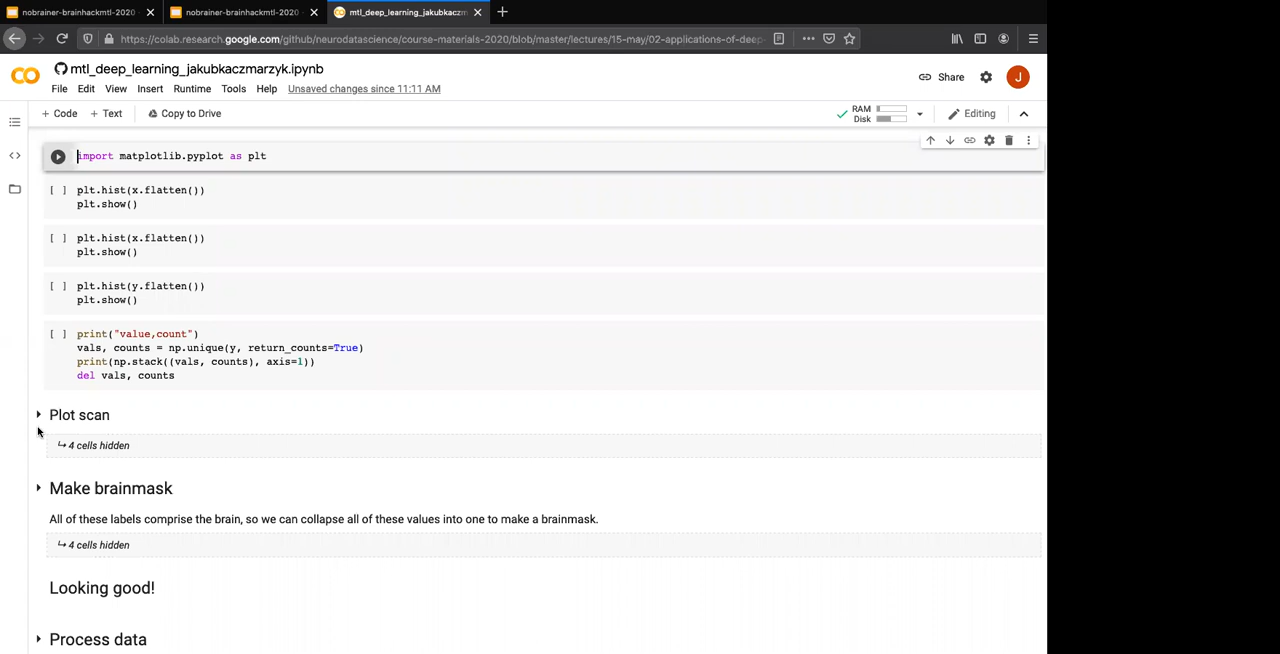 nobrainer-brainhackmtl-2020
nobrainer-brainhackmtl-2020
mtl_deep_learning_jakubkaczm
https://colab.research.google.com/github/neurodatascience/course-materials-2020/blob/master/lectures/15-may/02-applications-of-deep-
mtl_deep_learning_jakubkaczmarzyk.ipynb
File Edit View Insert Runtime Tools Help Unsaved changes since 11:11 AM
Share
J
+ Code + Text Copy to Drive
RAM
Disk
Editing
import matplotlib.pyplot as plt
[ ] plt.hist(x.flatten())
plt.show()
[ ] plt.hist(x.flatten())
plt.show()
[ ] plt.hist(y.flatten())
plt.show()
[ ] print("value,count")
vals, counts = np.unique(y, return_counts=True)
print(np.stack((vals, counts), axis=1))
del vals, counts
Plot scan
4 cells hidden
Make brainmask
All of these labels comprise the brain, so we can collapse all of these values into one to make a brainmask.
4 cells hidden
Looking good!
Process data